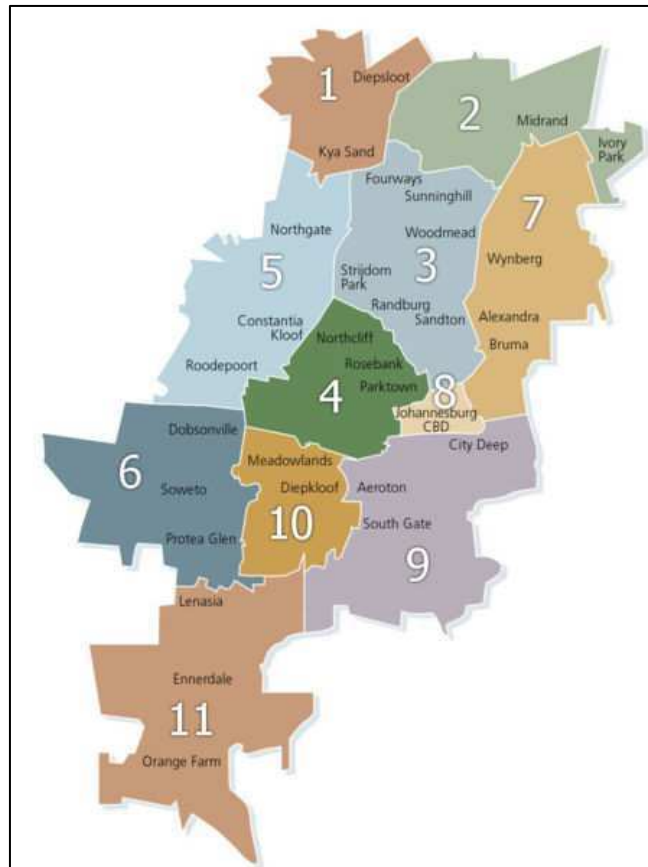 1
Diepsloot
Kya Sand
2
Midrand
Ivory
Park
Fourways
Sunninghill
Woodmead
3
Strijdom
Park
Randburg
Sandton
7
Wynberg
Alexandra
Bruma
Northgate
5
Constantia
Kloof
Roodepoort
Northcliff
Rosebank
Parktown
4
8
Johannesburg
CBD
Dobsonville
6
Soweto
Protea Glen
Meadowlands
Diepkloof
10
City Deep
Aeroton
South Gate
9
Lenasia
Ennerdale
11
Orange Farm